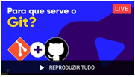 Para que serve o
LIVE
Git?
REPRODUZIR TUDO